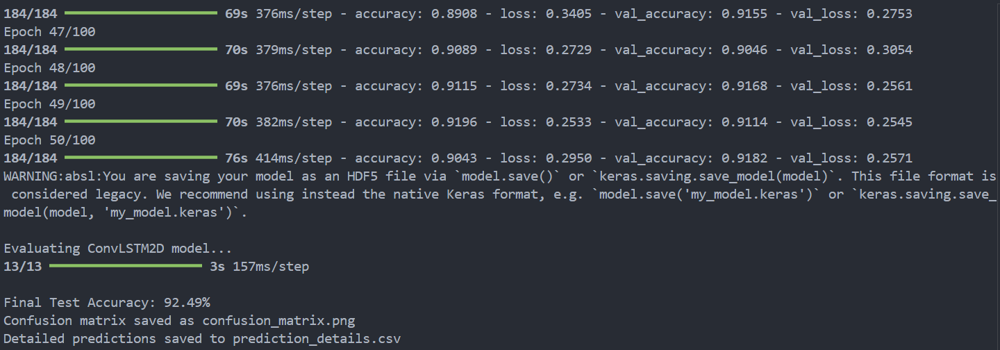 184/184 ━━━━━━━━━━━━━━━━━━━━ 69s 376ms/step - accuracy: 0.8908 - loss: 0.3405 - val_accuracy: 0.9155 - val_loss: 0.2753
Epoch 47/100
184/184 ━━━━━━━━━━━━━━━━━━━━ 70s 379ms/step - accuracy: 0.9089 - loss: 0.2729 - val_accuracy: 0.9046 - val_loss: 0.3054
Epoch 48/100
184/184 ━━━━━━━━━━━━━━━━━━━━ 69s 376ms/step - accuracy: 0.9115 - loss: 0.2734 - val_accuracy: 0.9168 - val_loss: 0.2561
Epoch 49/100
184/184 ━━━━━━━━━━━━━━━━━━━━ 70s 382ms/step - accuracy: 0.9196 - loss: 0.2533 - val_accuracy: 0.9114 - val_loss: 0.2545
Epoch 50/100
184/184 ━━━━━━━━━━━━━━━━━━━━ 76s 414ms/step - accuracy: 0.9043 - loss: 0.2950 - val_accuracy: 0.9182 - val_loss: 0.2571
WARNING:absl:You are saving your model as an HDF5 file via `model.save()` or `keras.saving.save_model(model)`. This file format is
considered legacy. We recommend using instead the native Keras format, e.g. `model.save('my_model.keras')` or `keras.saving.save_
model(model, 'my_model.keras')`.
Evaluating ConvLSTM2D model...
13/13 ━━━━━━━━━━━━━━━━━━━━ 3s 157ms/step
Final Test Accuracy: 92.49%
Confusion matrix saved as confusion_matrix.png
Detailed predictions saved to prediction_details.csv